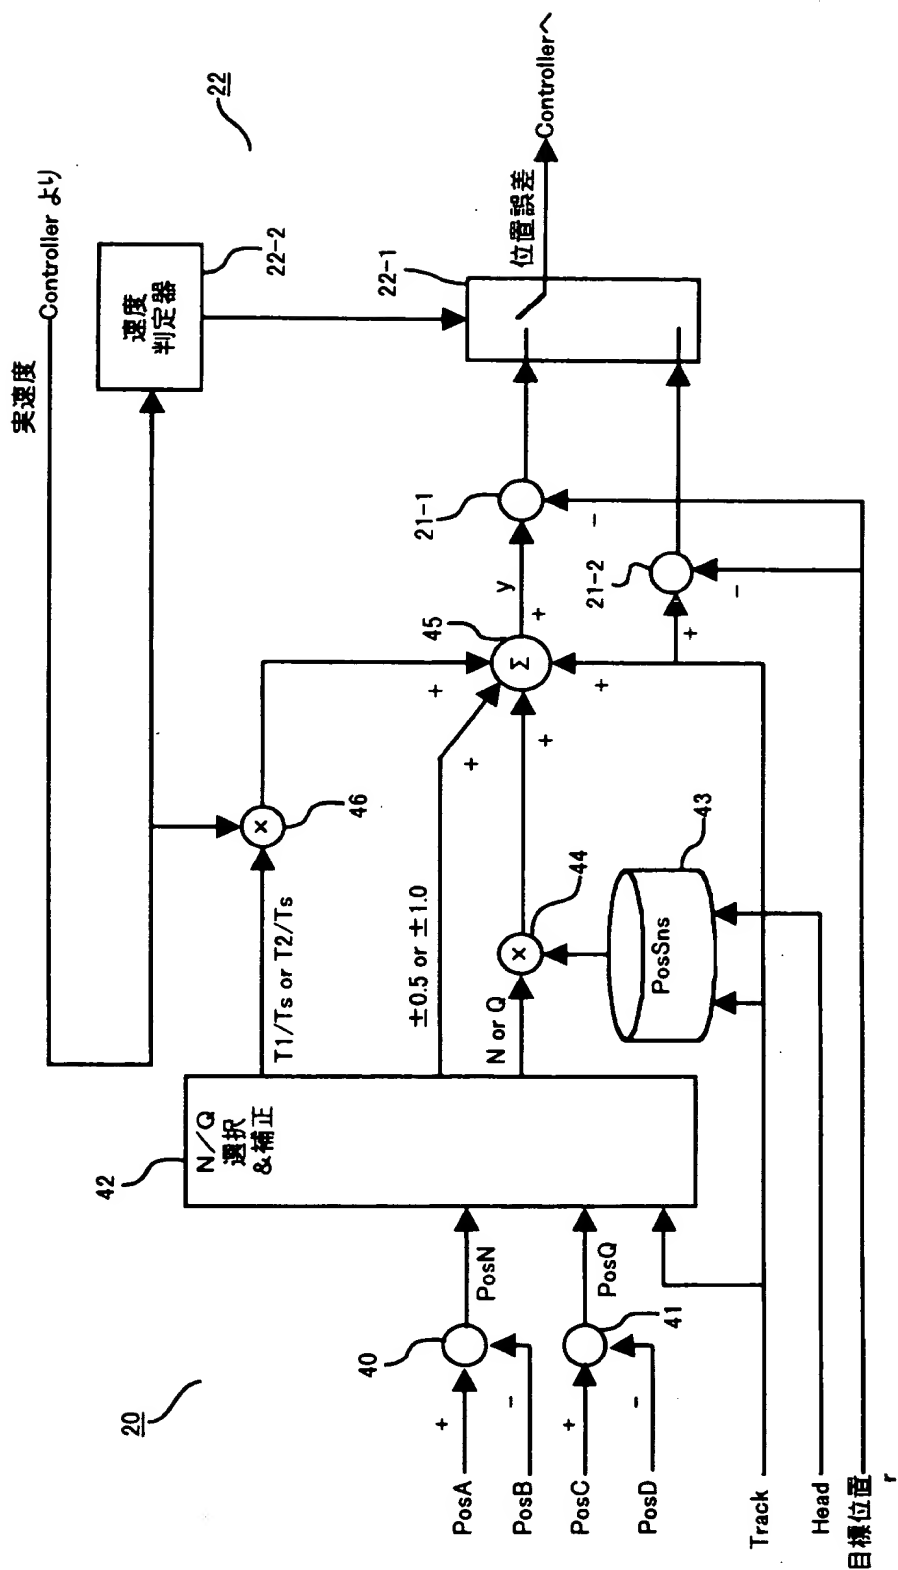 実速度
Controller より
22
速度
判定器
22-2
22-1
位置誤差
Controllerへ
21-1
21-2
−
−
y
+
+
45
Σ
+
+
+
+
46
×
T1/Ts or T2/Ts
±0.5 or ±1.0
N or Q
44
×
43
PosSns
42
N/Q
選択
&補正
PosN
PosQ
40
41
20
+
−
+
−
PosA
PosB
PosC
PosD
Track
Head
目標位置
r